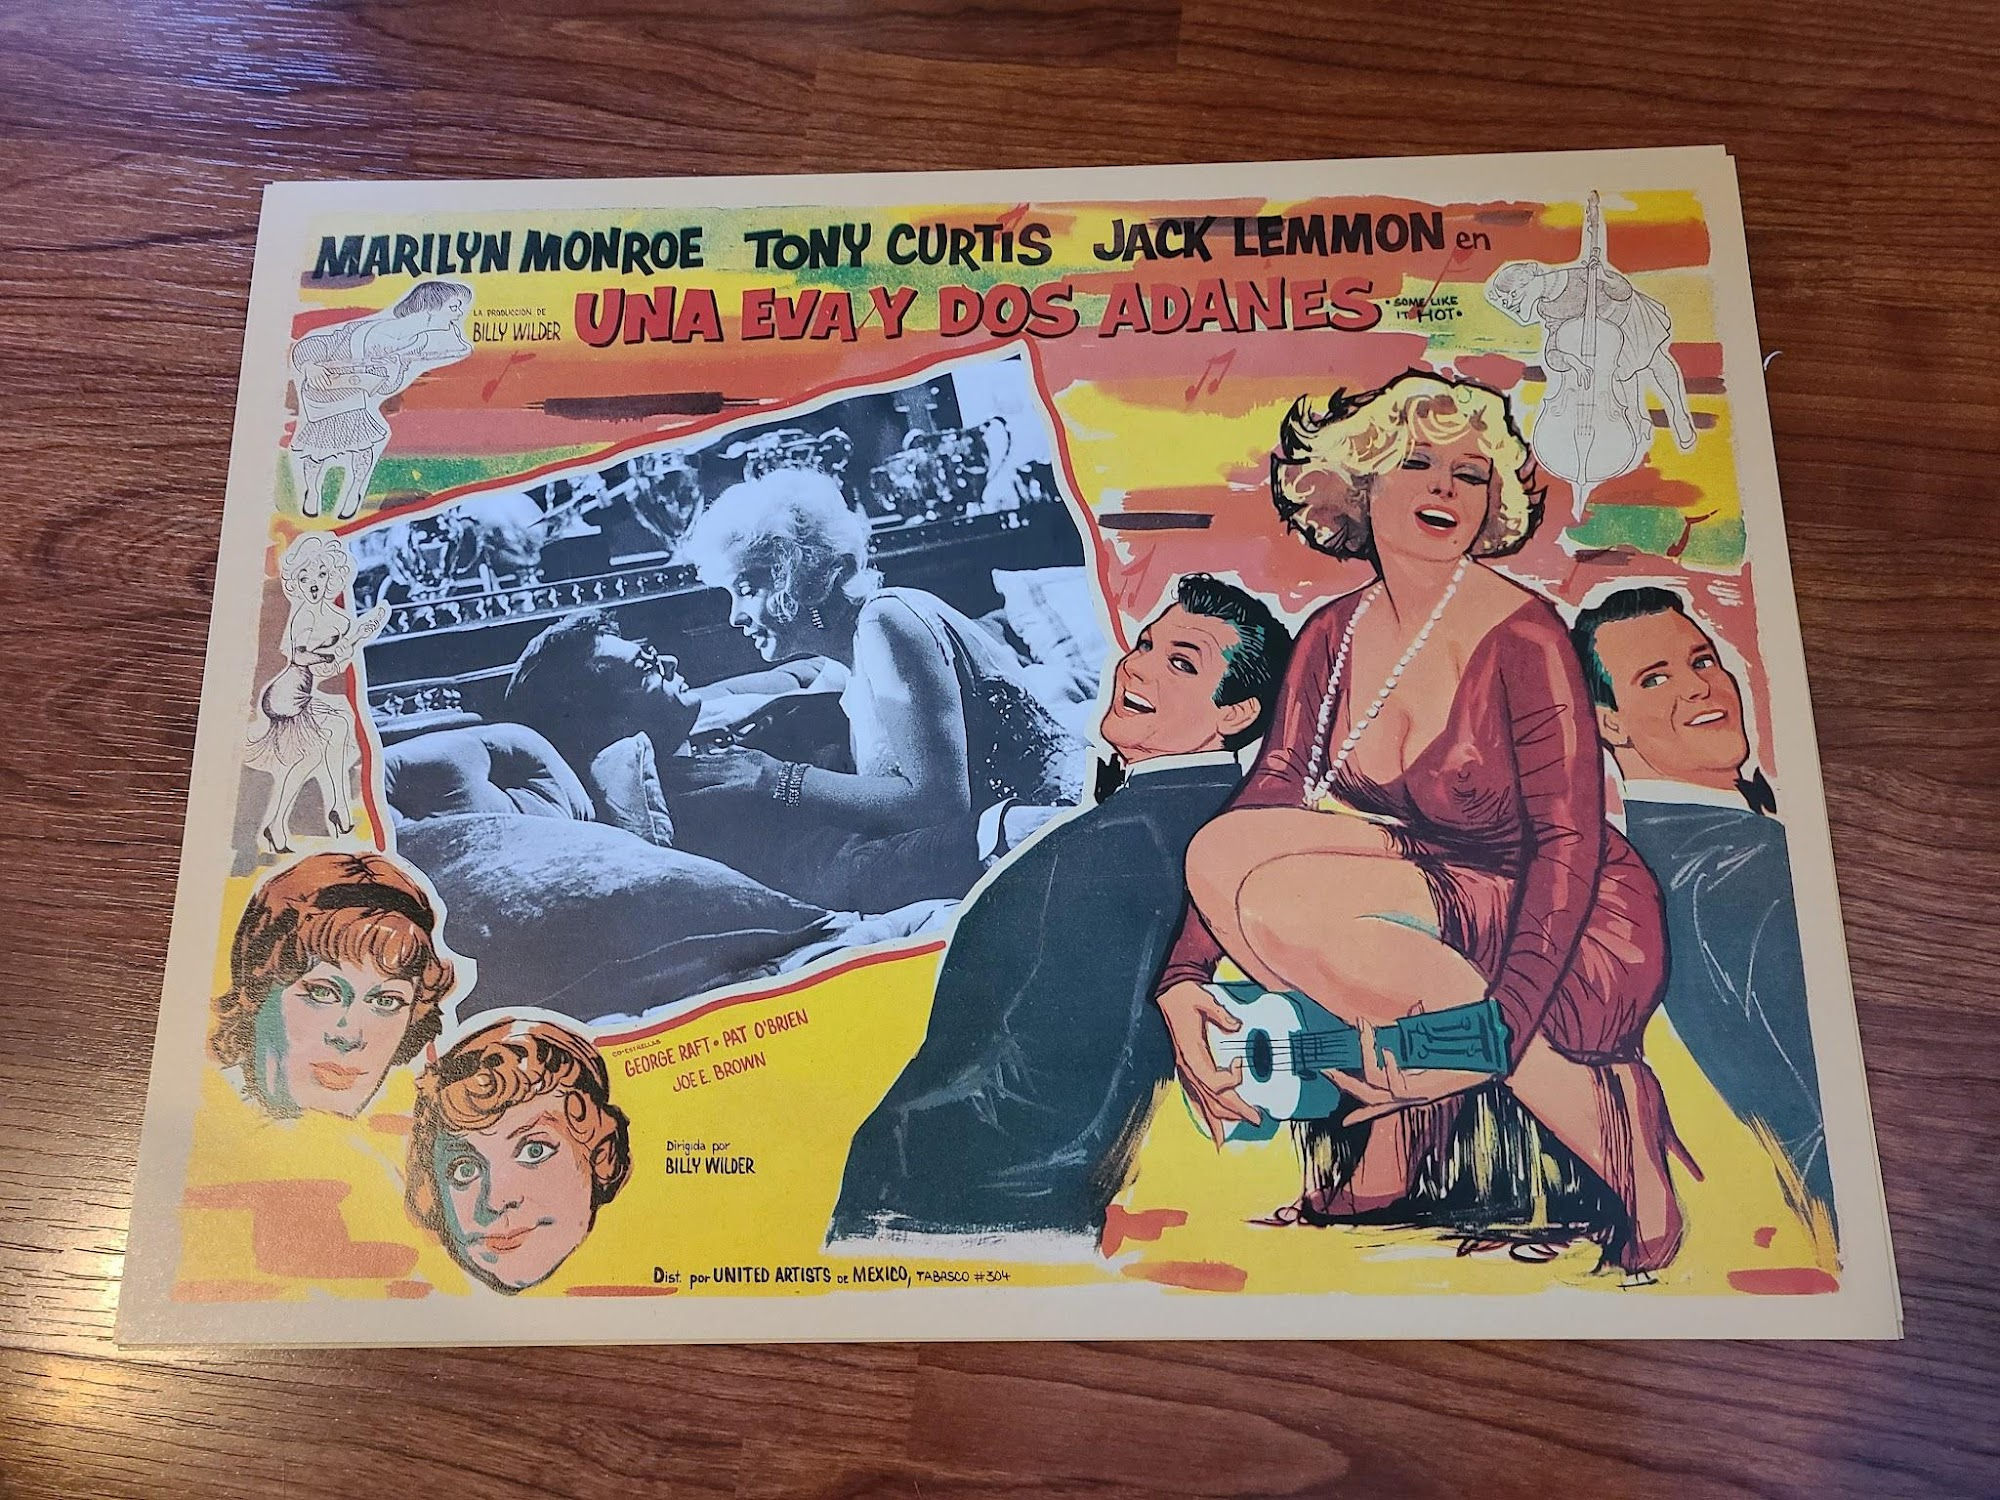 MARILYN MONROE TONY CURTIS JACK LEMMON en
LA PRODUCCION DE
BILLY WILDER
UNA EVA Y DOS ADANES
•SOME LIKE
IT HOT•
CO-ESTRELLAS
GEORGE RAFT • PAT O'BRIEN
JOE E. BROWN
Dirigida por
BILLY WILDER
Dist. por UNITED ARTISTS DE MEXICO, TABASCO #304